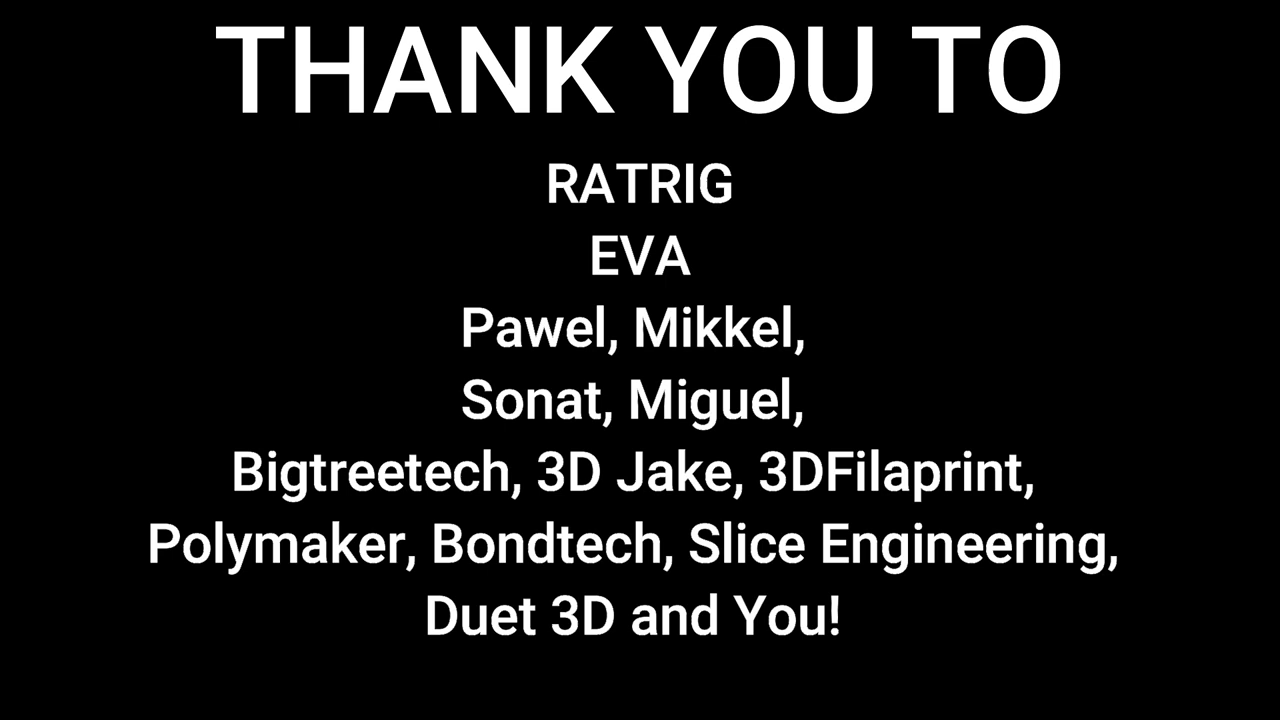 THANK YOU TO
RATRIG
EVA
Pawel, Mikkel,
Sonat, Miguel,
Bigtreetech, 3D Jake, 3DFilaprint,
Polymaker, Bondtech, Slice Engineering,
Duet 3D and You!